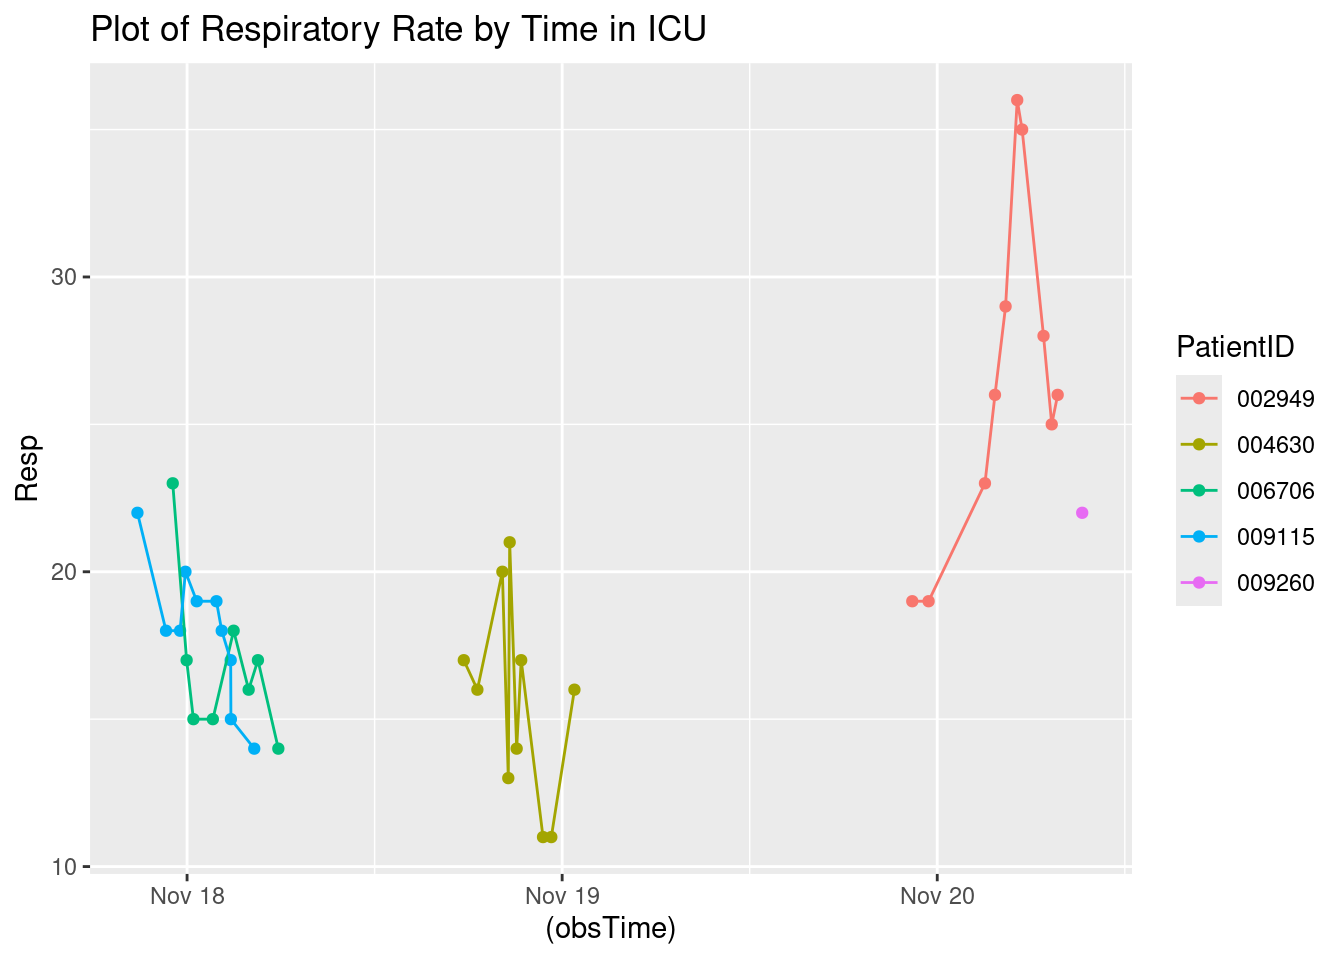 Plot of Respiratory Rate by Time in ICU
30
20
10
Resp
Nov 18
Nov 19
Nov 20
(obsTime)
PatientID
002949
004630
006706
009115
009260